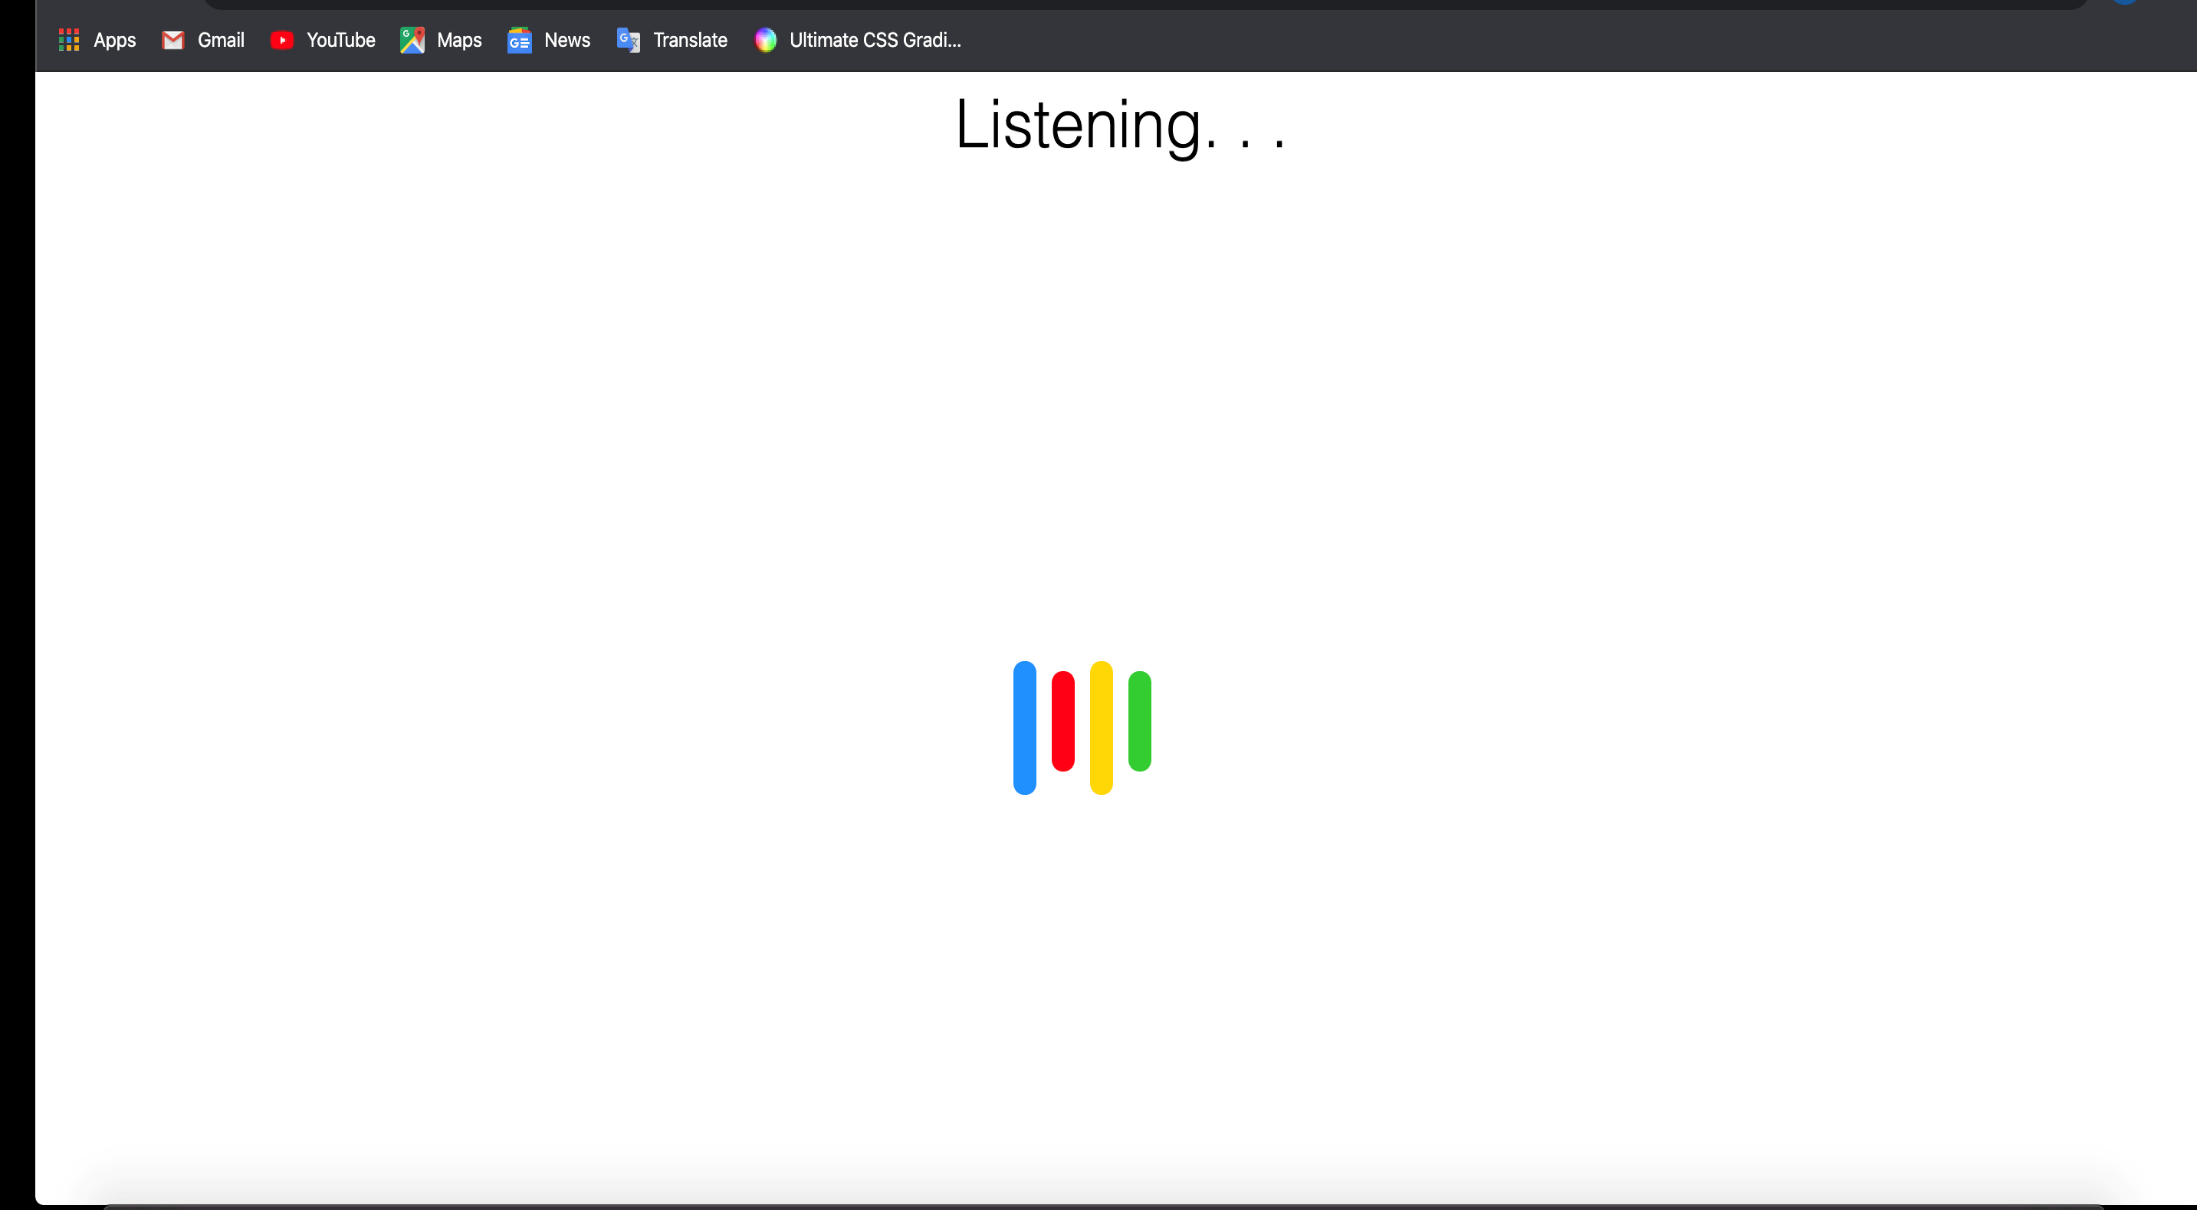 Apps Gmail YouTube Maps News Translate Ultimate CSS Gradi...
Listening. . .